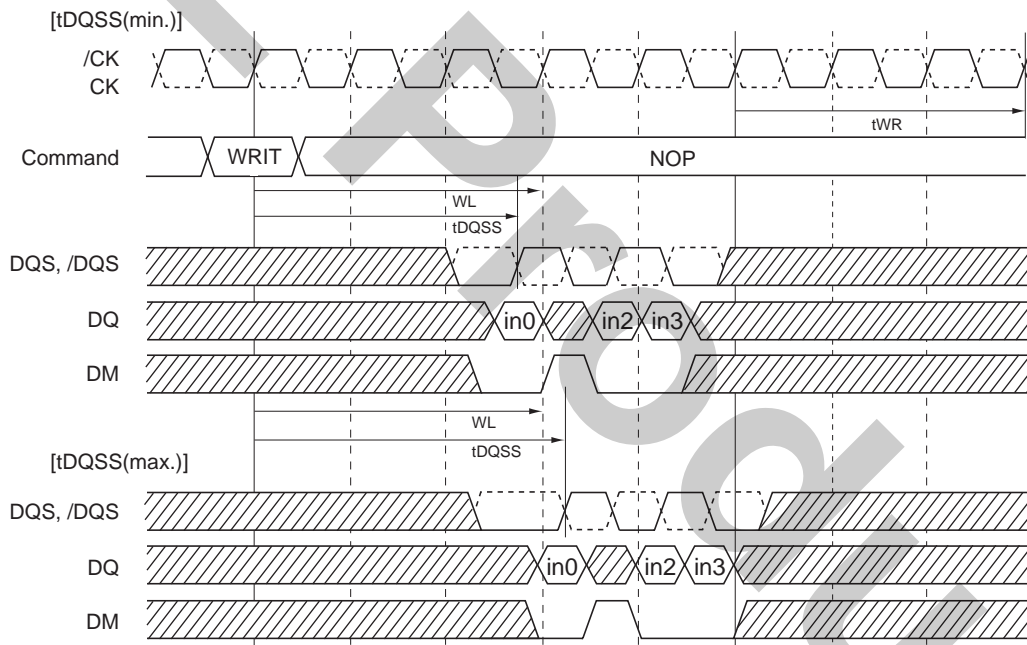 [tDQSS(min.)]
/CK
CK
tWR
Command WRIT NOP
WL
tDQSS
DQS, /DQS
DQ in0 in2 in3
DM
WL
tDQSS
[tDQSS(max.)]
DQS, /DQS
DQ in0 in2 in3
DM
Produ